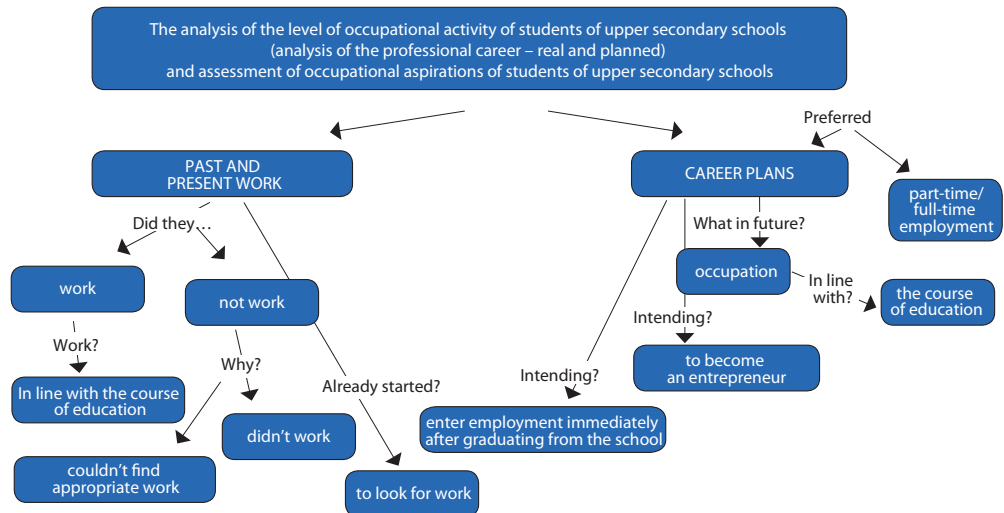 The analysis of the level of occupational activity of students of upper secondary schools
(analysis of the professional career – real and planned)
and assessment of occupational aspirations of students of upper secondary schools
Preferred
PAST AND
PRESENT WORK
CAREER PLANS
part-time/
full-time
employment
Did they…
What in future?
work
not work
occupation
In line
with?
the course
of education
Work?
Why?
Intending?
to become
an entrepreneur
In line with the course
of education
Already started?
Intending?
didn't work
enter employment immediately
after graduating from the school
couldn't find
appropriate work
to look for work